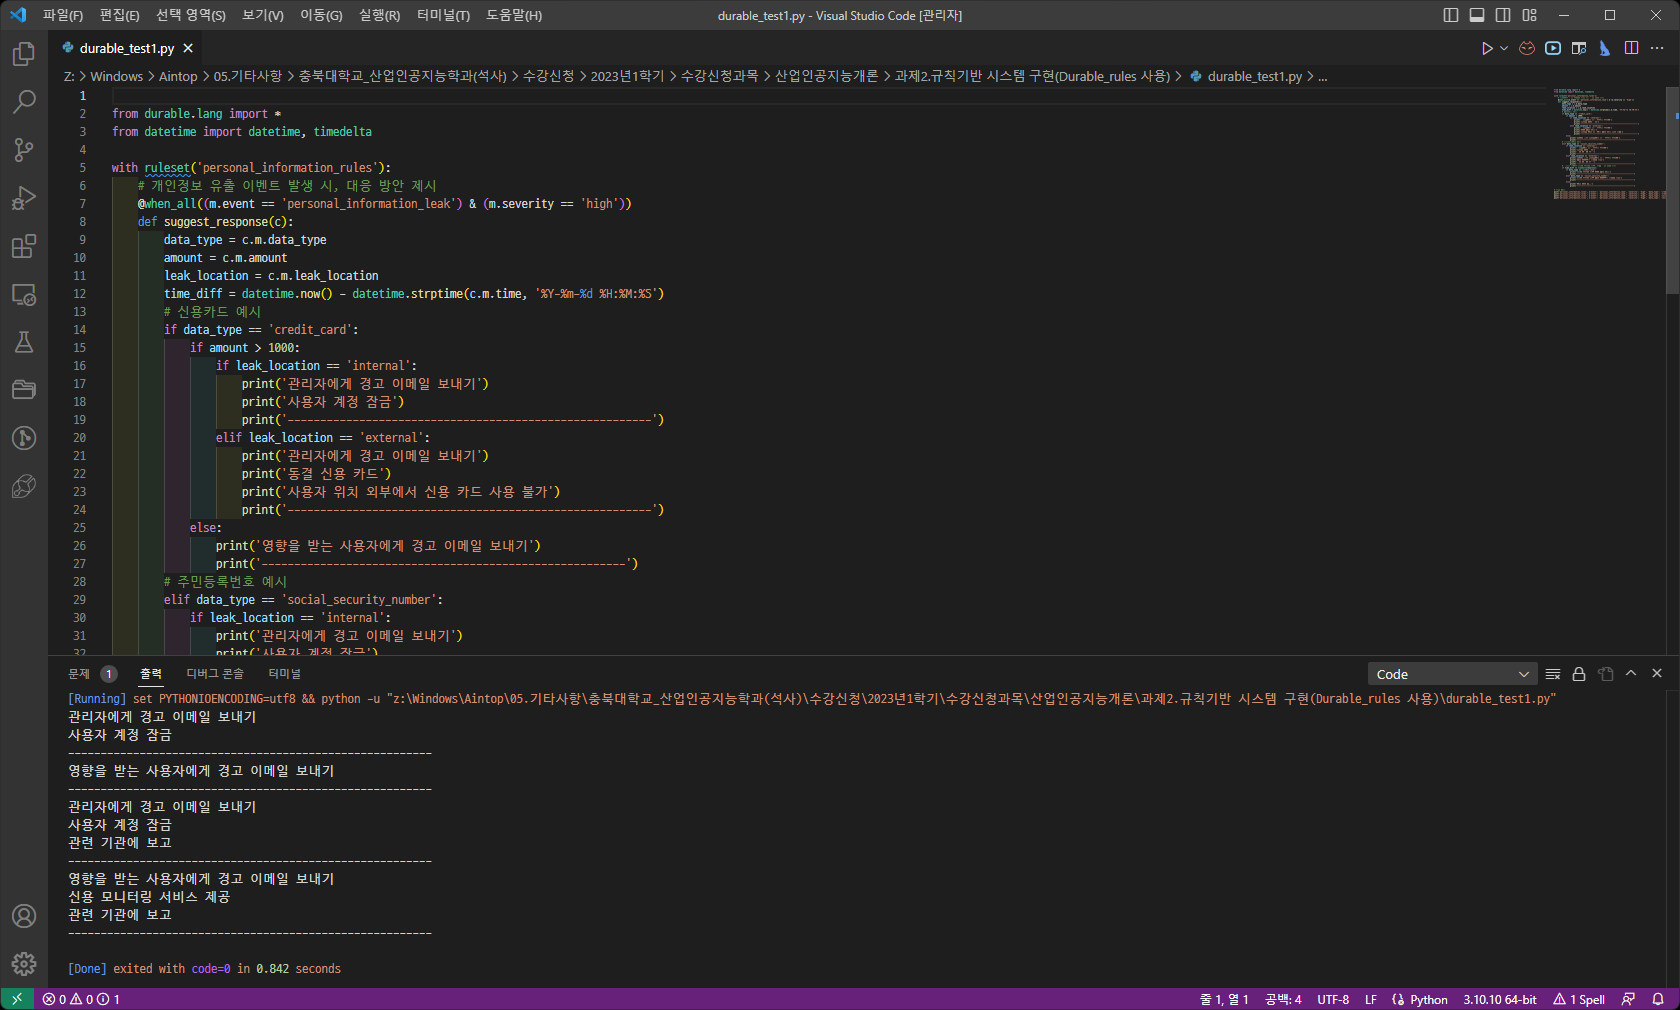 파일(F) 편집(E) 선택 영역(S) 보기(V) 이동(G) 실행(R) 터미널(T) 도움말(H) durable_test1.py - Visual Studio Code [관리자]
durable_test1.py
Z: > Windows > Aintop > 05.기타사항 > 충북대학교_산업인공지능학과(석사) > 수강신청 > 2023년1학기 > 수강신청과목 > 산업인공지능개론 > 과제2.규칙기반 시스템 구현(Durable_rules 사용) > durable_test1.py > ...
1
2 from durable.lang import *
3 from datetime import datetime, timedelta
4
5 with ruleset('personal_information_rules'):
6 # 개인정보 유출 이벤트 발생 시, 대응 방안 제시
7 @when_all((m.event == 'personal_information_leak') & (m.severity == 'high'))
8 def suggest_response(c):
9 data_type = c.m.data_type
10 amount = c.m.amount
11 leak_location = c.m.leak_location
12 time_diff = datetime.now() - datetime.strptime(c.m.time, '%Y-%m-%d %H:%M:%S')
13 # 신용카드 예시
14 if data_type == 'credit_card':
15 if amount > 1000:
16 if leak_location == 'internal':
17 print('관리자에게 경고 이메일 보내기')
18 print('사용자 계정 잠금')
19 print('--------------------------------------------------------')
20 elif leak_location == 'external':
21 print('관리자에게 경고 이메일 보내기')
22 print('동결 신용 카드')
23 print('사용자 위치 외부에서 신용 카드 사용 불가')
24 print('--------------------------------------------------------')
25 else:
26 print('영향을 받는 사용자에게 경고 이메일 보내기')
27 print('--------------------------------------------------------')
28 # 주민등록번호 예시
29 elif data_type == 'social_security_number':
30 if leak_location == 'internal':
31 print('관리자에게 경고 이메일 보내기')
32 print('사용자 계정 잠금')
문제 1 출력 디버그 콘솔 터미널 Code
[Running] set PYTHONIOENCODING=utf8 && python -u "z:\Windows\Aintop\05.기타사항\충북대학교_산업인공지능학과(석사)\수강신청\2023년1학기\수강신청과목\산업인공지능개론\과제2.규칙기반 시스템 구현(Durable_rules 사용)\durable_test1.py"
관리자에게 경고 이메일 보내기
사용자 계정 잠금
--------------------------------------------------------
영향을 받는 사용자에게 경고 이메일 보내기
--------------------------------------------------------
관리자에게 경고 이메일 보내기
사용자 계정 잠금
관련 기관에 보고
--------------------------------------------------------
영향을 받는 사용자에게 경고 이메일 보내기
신용 모니터링 서비스 제공
관련 기관에 보고
--------------------------------------------------------
[Done] exited with code=0 in 0.842 seconds
0 0 1 줄 1, 열 1 공백: 4 UTF-8 LF Python 3.10.10 64-bit 1 Spell